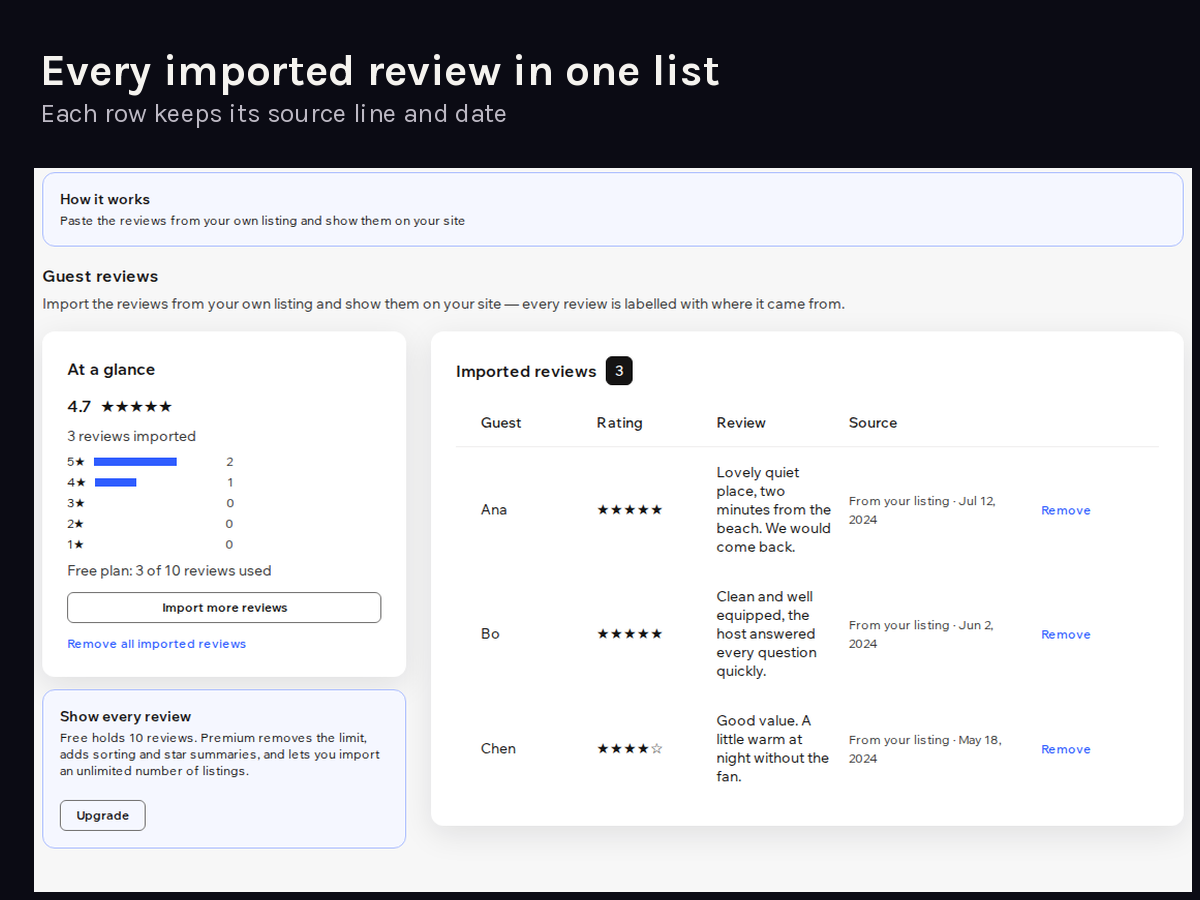 Every imported review in one list
Each row keeps its source line and date
How it works
Paste the reviews from your own listing and show them on your site
Guest reviews
Import the reviews from your own listing and show them on your site — every review is labelled with where it came from.
At a glance
4.7 ★★★★★
3 reviews imported
5★ 2
4★ 1
3★ 0
2★ 0
1★ 0
Free plan: 3 of 10 reviews used
Import more reviews
Remove all imported reviews
Show every review
Free holds 10 reviews. Premium removes the limit,
adds sorting and star summaries, and lets you import
an unlimited number of listings.
Upgrade
Imported reviews 3
Guest Rating Review Source
Ana ★★★★★
Lovely quiet
place, two
minutes from the
beach. We would
come back.
From your listing · Jul 12,
2024
Remove
Bo ★★★★★
Clean and well
equipped, the
host answered
every question
quickly.
From your listing · Jun 2,
2024
Remove
Chen ★★★★☆
Good value. A
little warm at
night without the
fan.
From your listing · May 18,
2024
Remove